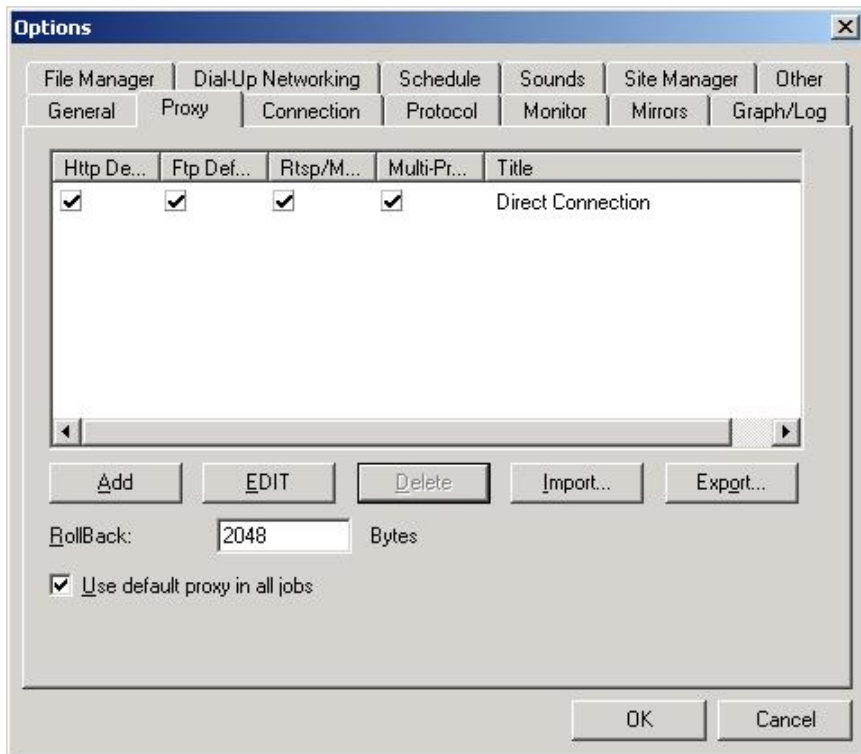 Options
File Manager Dial-Up Networking Schedule Sounds Site Manager Other
General Proxy Connection Protocol Monitor Mirrors Graph/Log
Http De... Ftp Def... Rtsp/M... Multi-Pr... Title
Direct Connection
Add EDIT Delete Import... Export...
RollBack: 2048 Bytes
Use default proxy in all jobs
OK Cancel